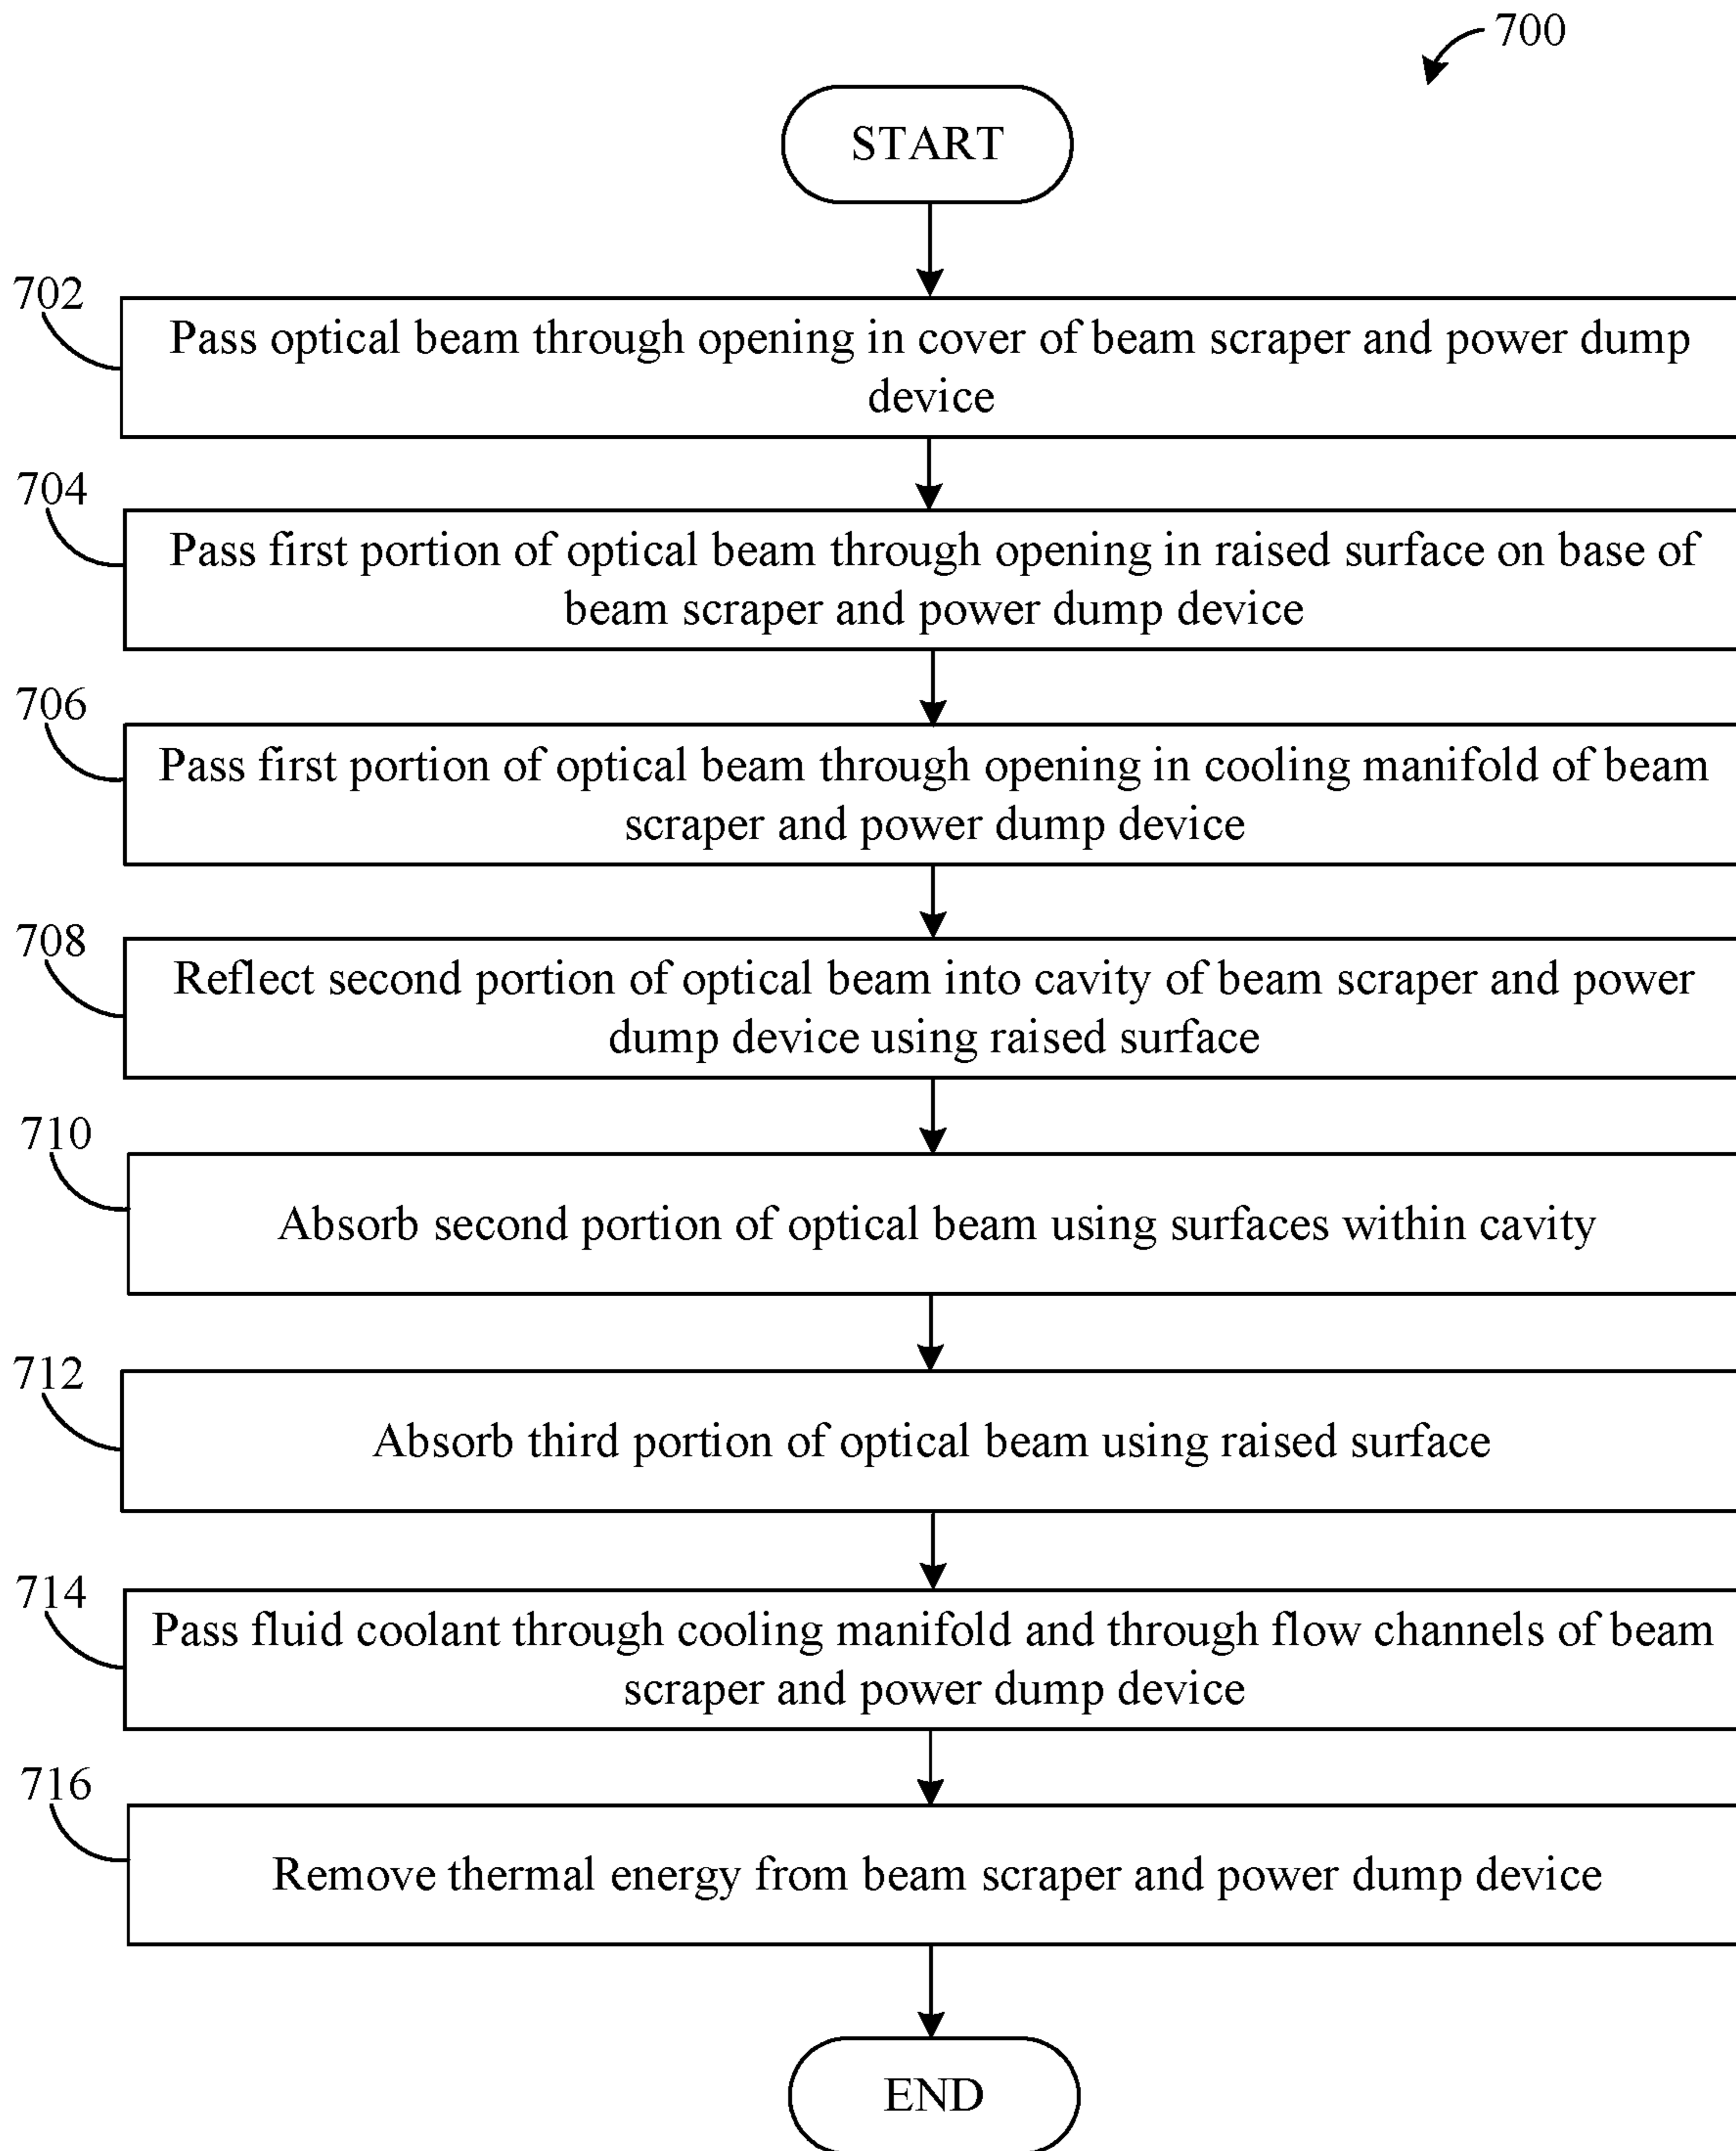 700
START
702
Pass optical beam through opening in cover of beam scraper and power dump
device
704
Pass first portion of optical beam through opening in raised surface on base of
beam scraper and power dump device
706
Pass first portion of optical beam through opening in cooling manifold of beam
scraper and power dump device
708
Reflect second portion of optical beam into cavity of beam scraper and power
dump device using raised surface
710
Absorb second portion of optical beam using surfaces within cavity
712
Absorb third portion of optical beam using raised surface
714
Pass fluid coolant through cooling manifold and through flow channels of beam
scraper and power dump device
716
Remove thermal energy from beam scraper and power dump device
END